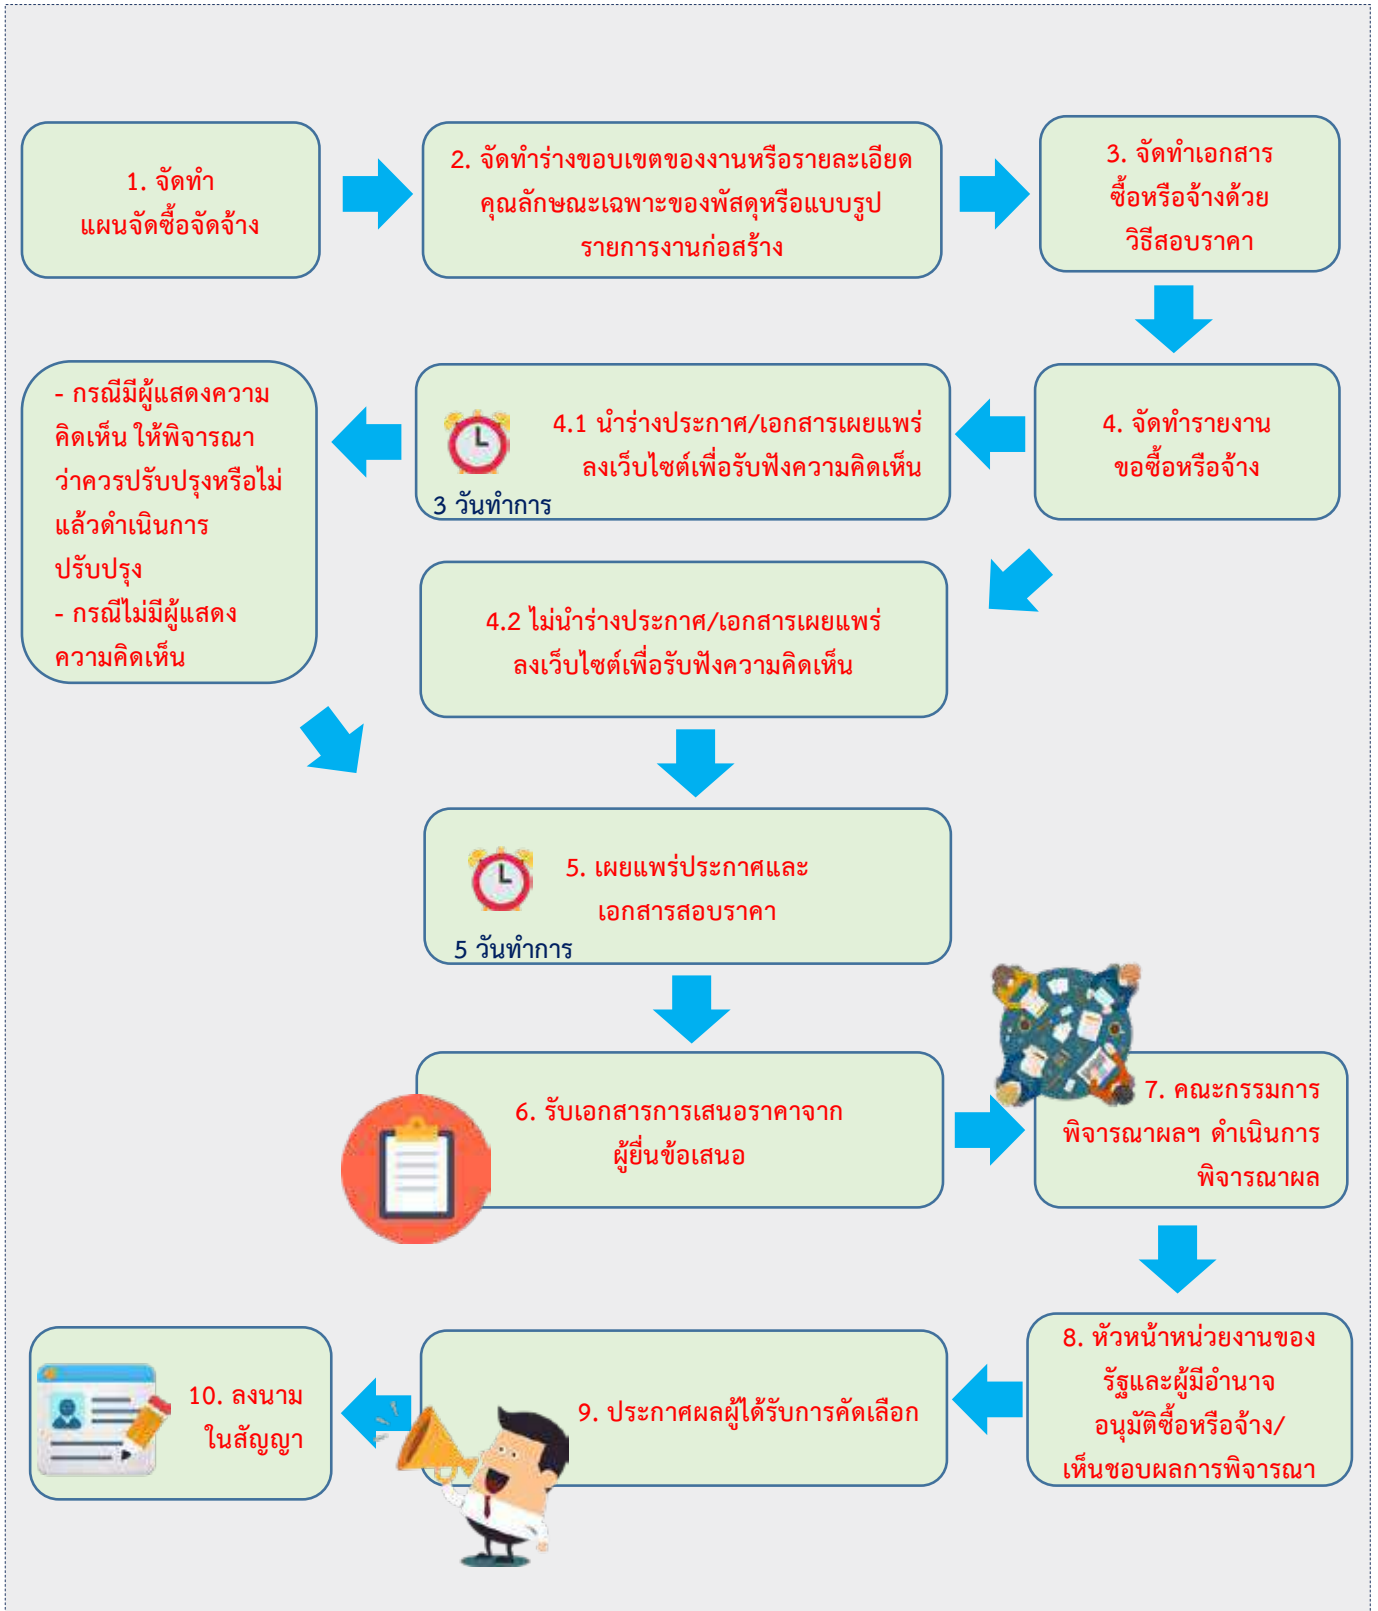 1. จัดทำ
แผนจัดซื้อจัดจ้าง
2. จัดทำร่างขอบเขตของงานหรือรายละเอียด
คุณลักษณะเฉพาะของพัสดุหรือแบบรูป
รายการงานก่อสร้าง
3. จัดทำเอกสาร
ซื้อหรือจ้างด้วย
วิธีสอบราคา
4. จัดทำรายงาน
ขอซื้อหรือจ้าง
4.1 นำร่างประกาศ/เอกสารเผยแพร่
ลงเว็บไซต์เพื่อรับฟังความคิดเห็น
3 วันทำการ
- กรณีมีผู้แสดงความ
คิดเห็น ให้พิจารณา
ว่าควรปรับปรุงหรือไม่
แล้วดำเนินการ
ปรับปรุง
- กรณีไม่มีผู้แสดง
ความคิดเห็น
4.2 ไม่นำร่างประกาศ/เอกสารเผยแพร่
ลงเว็บไซต์เพื่อรับฟังความคิดเห็น
5. เผยแพร่ประกาศและ
เอกสารสอบราคา
5 วันทำการ
6. รับเอกสารการเสนอราคาจาก
ผู้ยื่นข้อเสนอ
7. คณะกรรมการ
พิจารณาผลฯ ดำเนินการ
พิจารณาผล
8. หัวหน้าหน่วยงานของ
รัฐและผู้มีอำนาจ
อนุมัติซื้อหรือจ้าง/
เห็นชอบผลการพิจารณา
9. ประกาศผลผู้ได้รับการคัดเลือก
10. ลงนาม
ในสัญญา